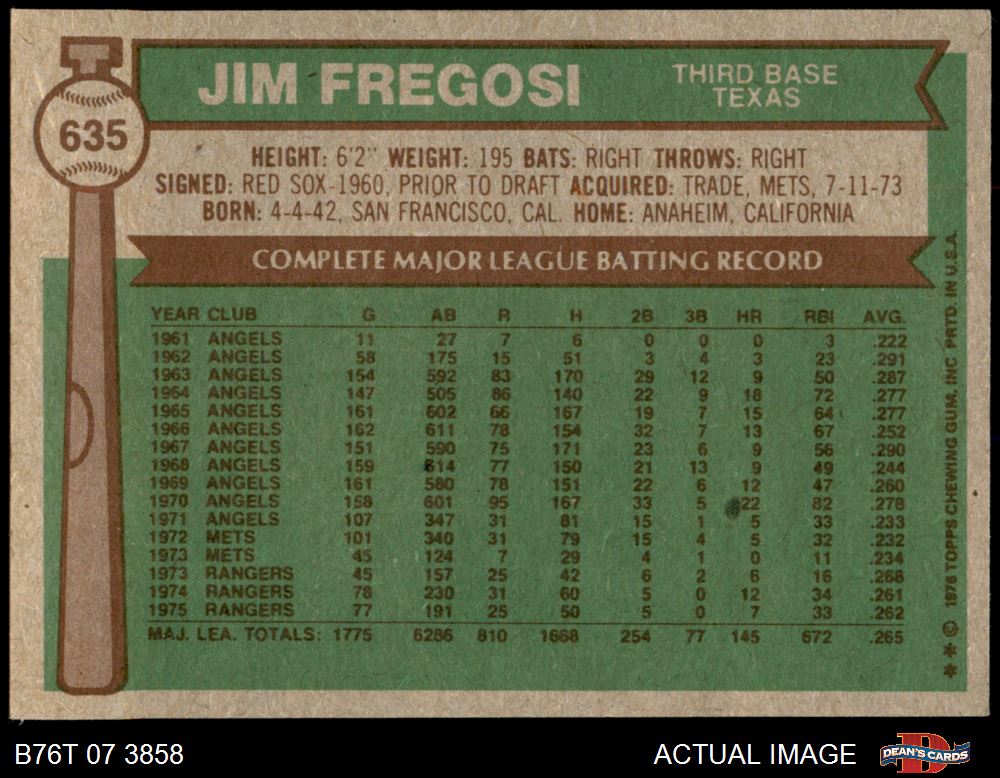 JIM FREGOSI
THIRD BASE
TEXAS
635
HEIGHT: 6'2" WEIGHT: 195 BATS: RIGHT THROWS: RIGHT
SIGNED: RED SOX-1960, PRIOR TO DRAFT ACQUIRED: TRADE, METS, 7-11-73
BORN: 4-4-42, SAN FRANCISCO, CAL. HOME: ANAHEIM, CALIFORNIA
COMPLETE MAJOR LEAGUE BATTING RECORD
YEAR CLUB G AB R H 2B 3B HR RBI AVG.
1961 ANGELS 11 27 7 6 0 0 0 3 .222
1962 ANGELS 58 175 15 51 3 4 3 23 .291
1963 ANGELS 154 592 83 170 29 12 9 50 .287
1964 ANGELS 147 505 86 140 22 9 18 72 .277
1965 ANGELS 161 602 66 167 19 7 15 64 .277
1966 ANGELS 162 611 78 154 32 7 13 67 .252
1967 ANGELS 151 590 75 171 23 6 9 56 .290
1968 ANGELS 159 614 77 150 21 13 9 49 .244
1969 ANGELS 161 580 78 151 22 6 12 47 .260
1970 ANGELS 158 601 95 167 33 5 22 82 .278
1971 ANGELS 107 347 31 81 15 1 5 33 .233
1972 METS 101 340 31 79 15 4 5 32 .232
1973 METS 45 124 7 29 4 1 0 11 .234
1973 RANGERS 45 157 25 42 6 2 6 16 .268
1974 RANGERS 78 230 31 60 5 0 12 34 .261
1975 RANGERS 77 191 25 50 5 0 7 33 .262
MAJ. LEA. TOTALS: 1775 6286 810 1668 254 77 145 672 .265
** © 1976 TOPPS CHEWING GUM, INC PRTD. IN U.S.A.
B76T 07 3858
ACTUAL IMAGE
DEAN'S CARDS